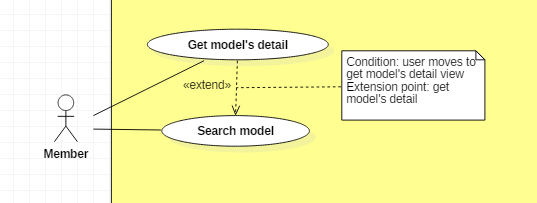 Get model's detail
«extend»
Condition: user moves to
get model's detail view
Extension point: get
model's detail
Search model
Member